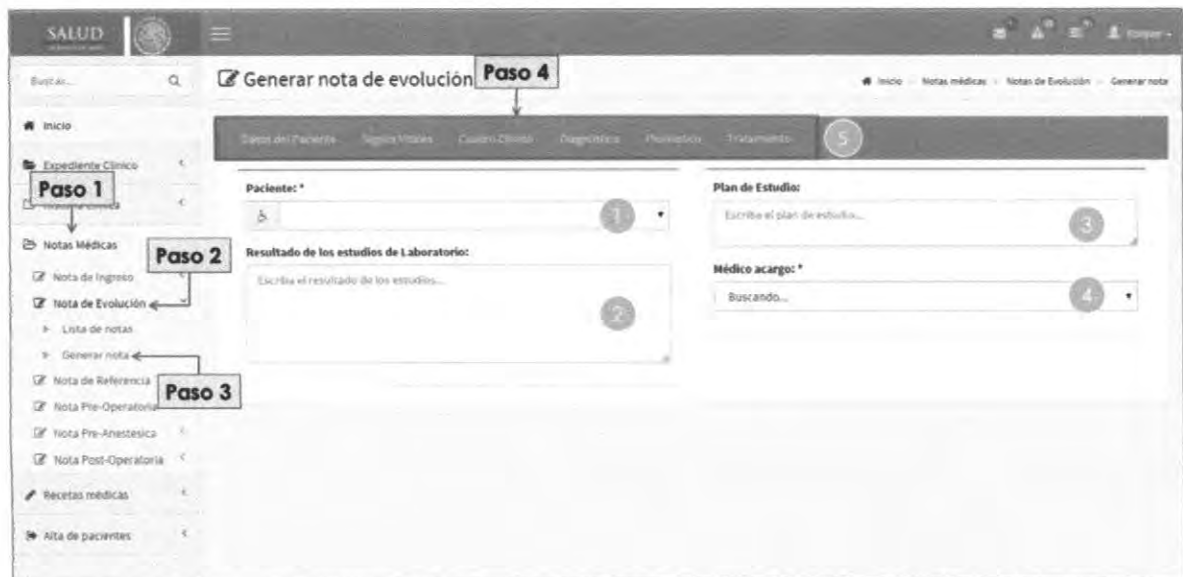 SALUD
Buscar...
Generar nota de evolución
Paso 4
Inicio
Notas médicas
Notas de Evolución
Generar nota
Inicio
Expediente Clínico
Paso 1
Notas Médicas
Paso 2
Nota de Ingreso
Nota de Evolución
Lista de notas
Generar nota
Nota de Referencia
Paso 3
Nota Pre-Operatoria
Nota Pre-Anestesica
Nota Post-Operatoria
Recetas médicas
Alta de pacientes
Datos del Paciente
Signos Vitales
Cuadro Clínico
Diagnóstico
Pronóstico
Tratamiento
5
Paciente: *
1
Resultado de los estudios de Laboratorio:
Escriba el resultado de los estudios...
2
Plan de Estudio:
Escriba el plan de estudio...
3
Médico acargo: *
Buscando...
4